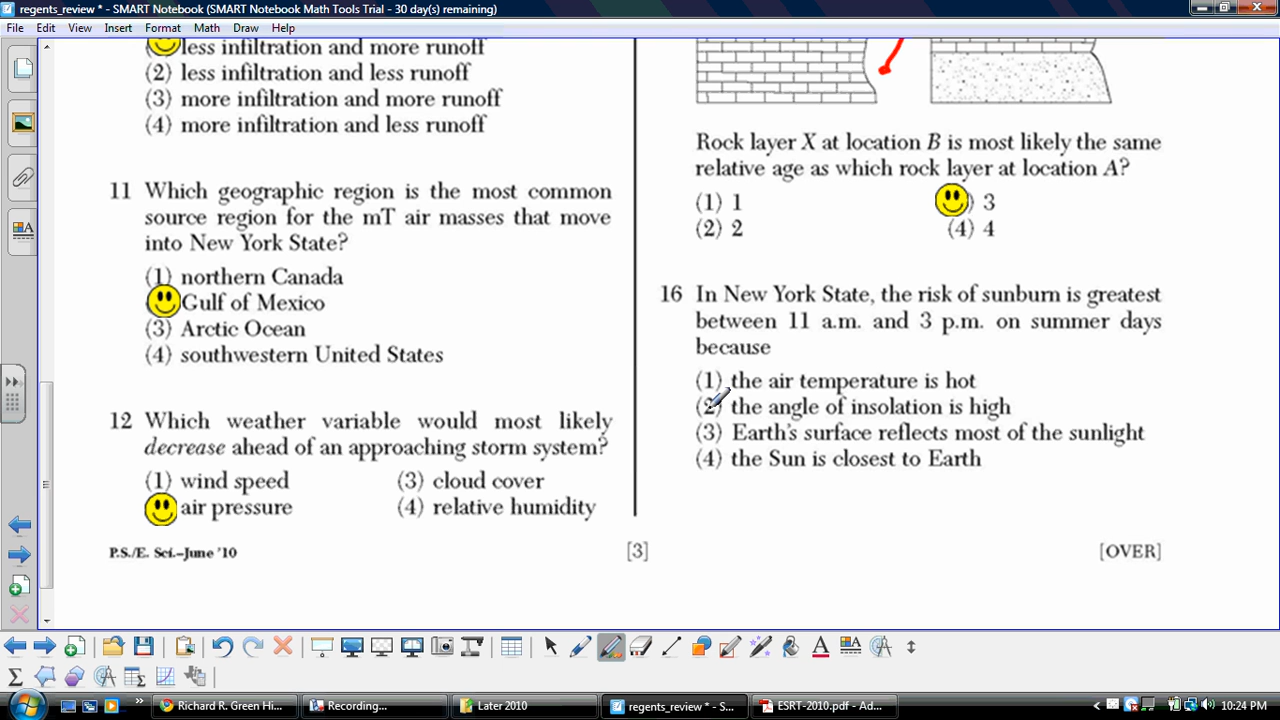 regents_review * - SMART Notebook (SMART Notebook Math Tools Trial - 30 day(s) remaining)
File Edit View Insert Format Math Draw Help
less infiltration and more runoff
(2) less infiltration and less runoff
(3) more infiltration and more runoff
(4) more infiltration and less runoff
11 Which geographic region is the most common
source region for the mT air masses that move
into New York State?
(1) northern Canada
Gulf of Mexico
(3) Arctic Ocean
(4) southwestern United States
12 Which weather variable would most likely
decrease ahead of an approaching storm system?
(1) wind speed (3) cloud cover
air pressure (4) relative humidity
Rock layer X at location B is most likely the same
relative age as which rock layer at location A?
(1) 1 ) 3
(2) 2 (4) 4
16 In New York State, the risk of sunburn is greatest
between 11 a.m. and 3 p.m. on summer days
because
(1) the air temperature is hot
(2) the angle of insolation is high
(3) Earth's surface reflects most of the sunlight
(4) the Sun is closest to Earth
P.S./E. Sci.–June '10 [3] [OVER]
Richard R. Green Hi... Recording... Later 2010 regents_review * - S... ESRT-2010.pdf - Ad... 10:24 PM